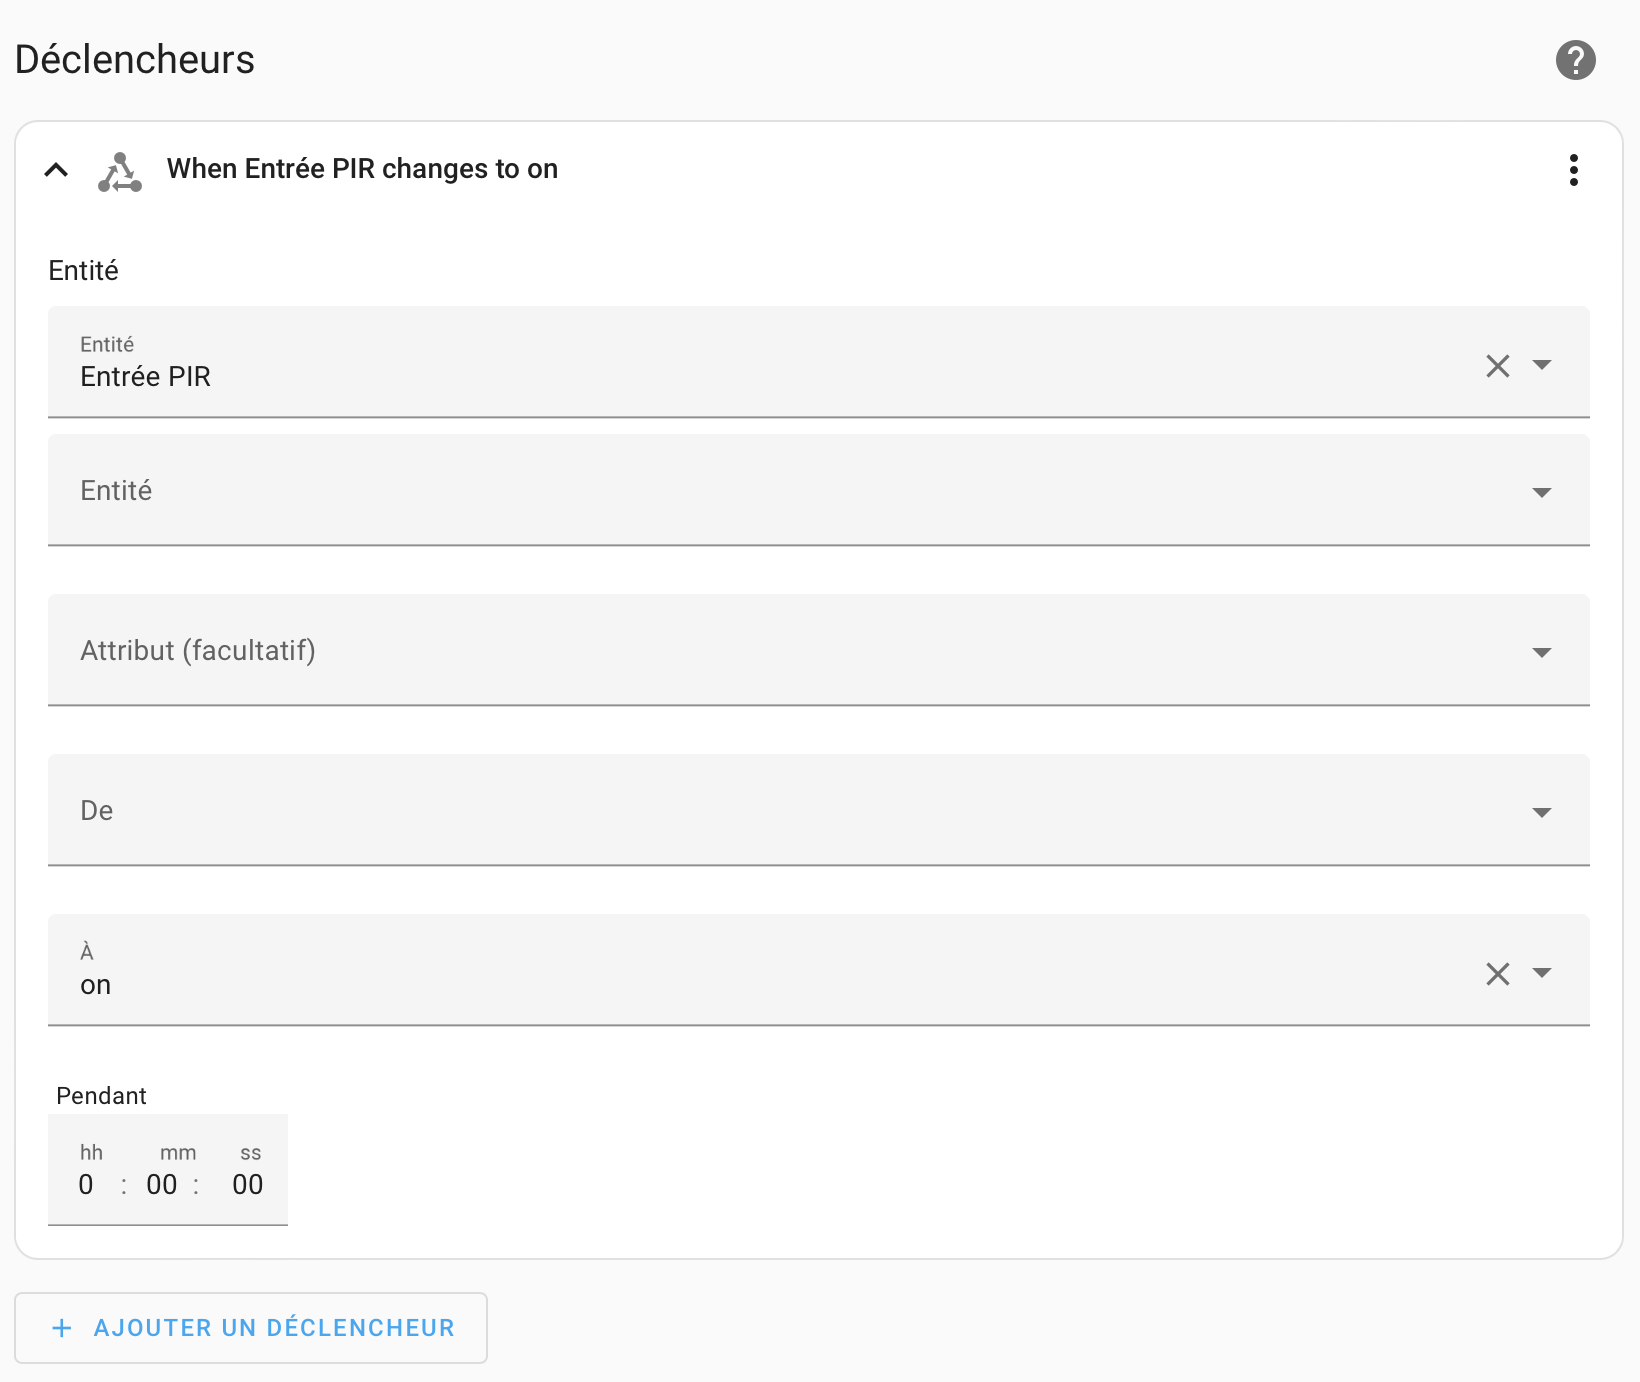 Déclencheurs
When Entrée PIR changes to on
Entité
Entité
Entrée PIR
Entité
Attribut (facultatif)
De
À
on
Pendant
hh mm ss
0 : 00 : 00
+ AJOUTER UN DÉCLENCHEUR